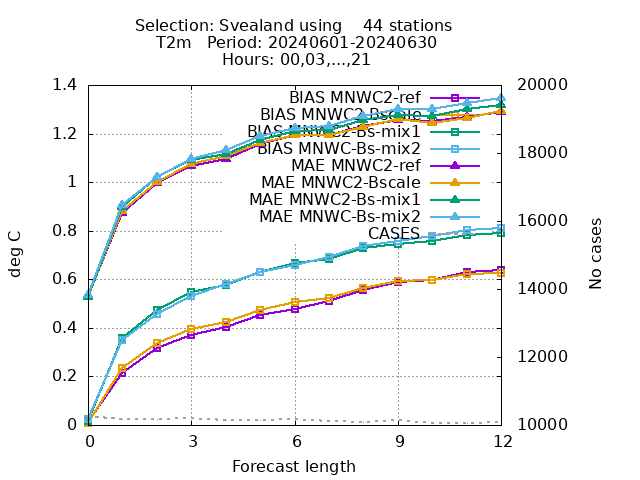 Selection: Svealand using    44 stations
T2m   Period: 20240601-20240630
Hours: 00,03,...,21
1.4
1.2
1
0.8
0.6
0.4
0.2
0
deg C
20000
18000
16000
14000
12000
10000
No cases
BIAS MNWC2-ref
BIAS MNWC2-Bscale
BIAS MNWC2-Bs-mix1
BIAS MNWC-Bs-mix2
MAE MNWC2-ref
MAE MNWC2-Bscale
MAE MNWC2-Bs-mix1
MAE MNWC-Bs-mix2
CASES
0 3 6 9 12
Forecast length